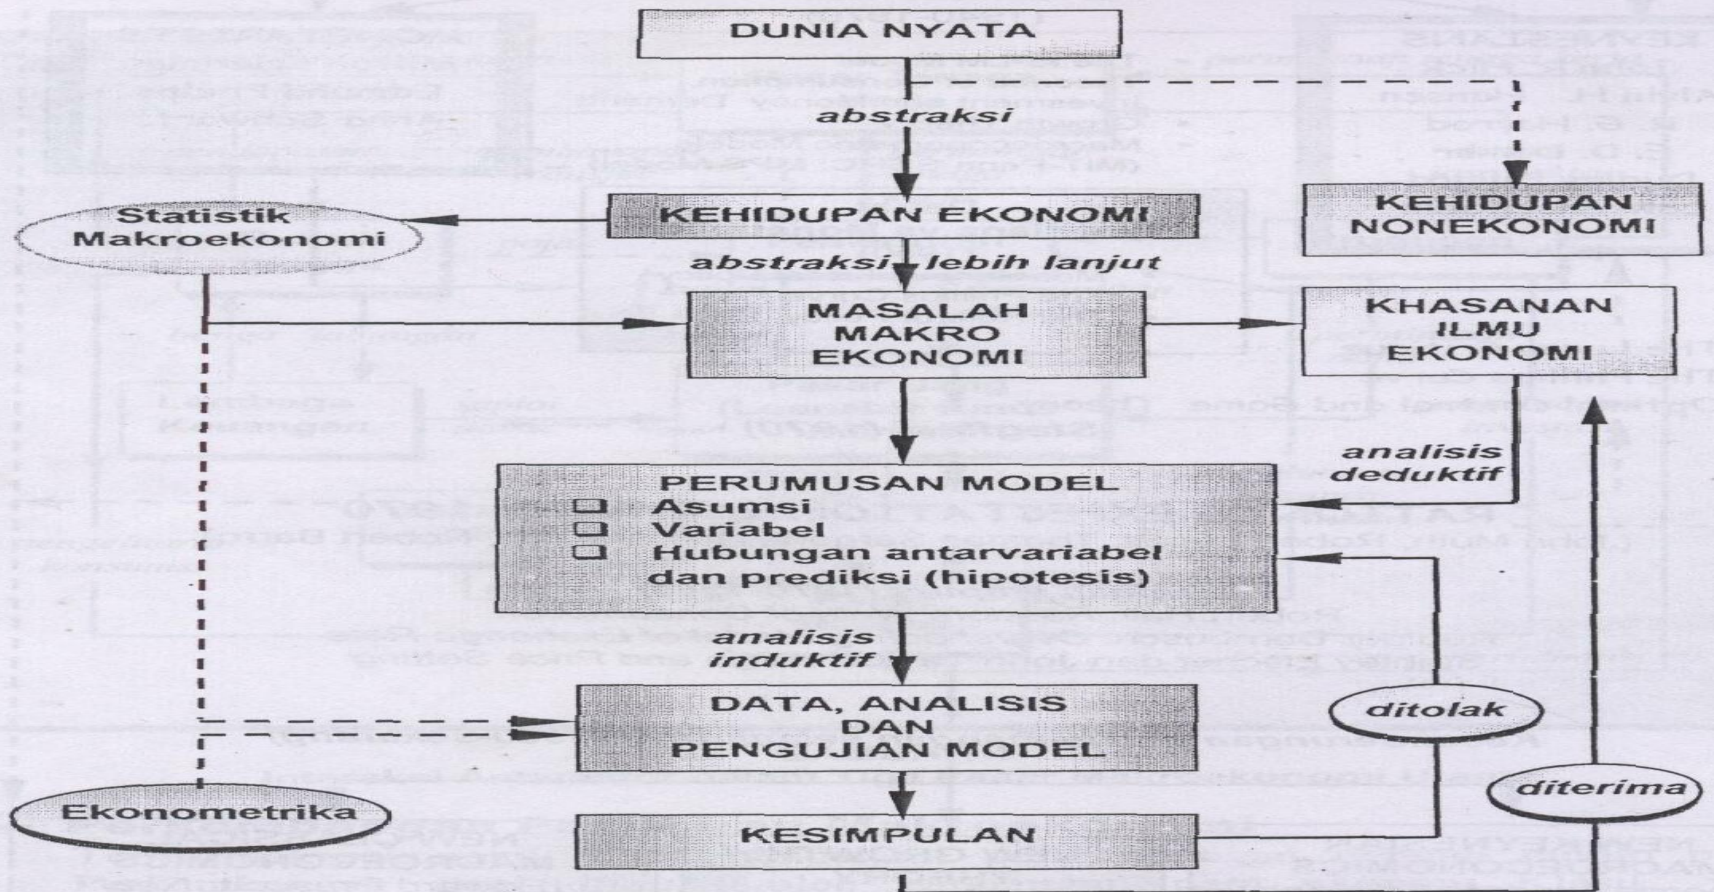 DUNIA NYATA
abstraksi
KEHIDUPAN EKONOMI
KEHIDUPAN
NONEKONOMI
Statistik
Makroekonomi
abstraksi lebih lanjut
MASALAH
MAKRO
EKONOMI
KHASANAN
ILMU
EKONOMI
analisis
deduktif
PERUMUSAN MODEL
Asumsi
Variabel
Hubungan antarvariabel
dan prediksi (hipotesis)
analisis
induktif
DATA, ANALISIS
DAN
PENGUJIAN MODEL
ditolak
diterima
Ekonometrika
KESIMPULAN